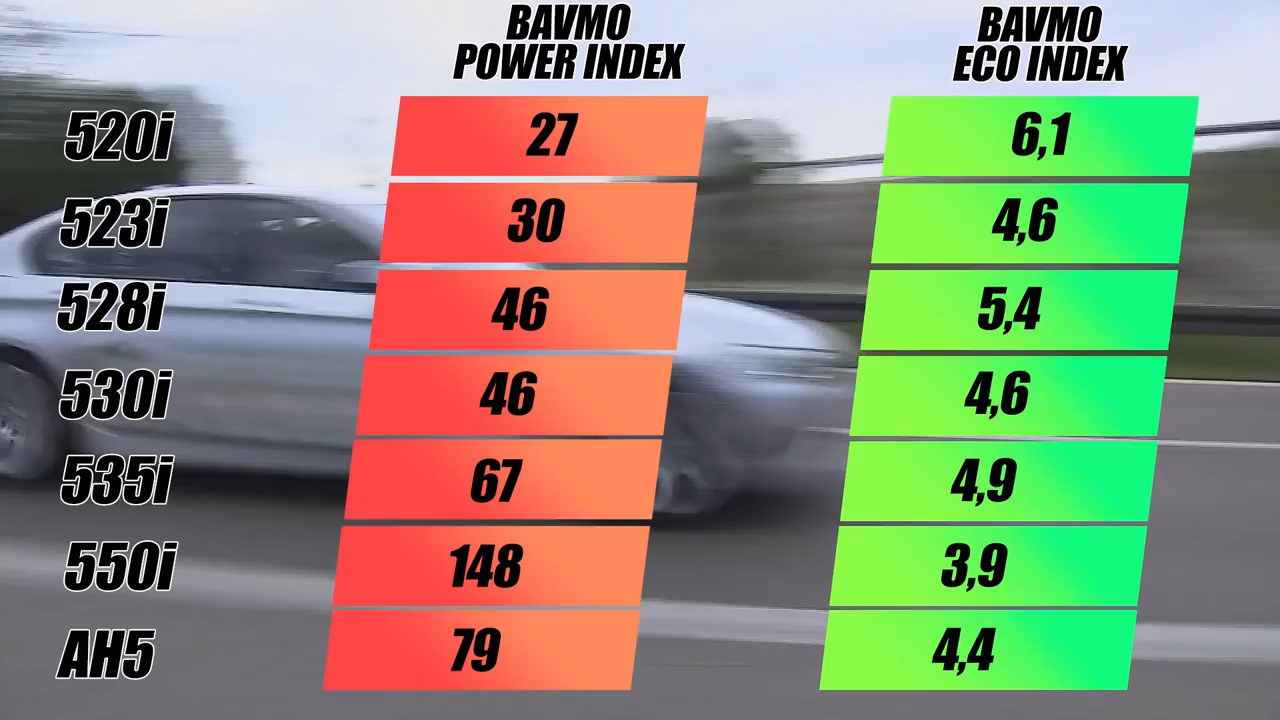 BAVMO
POWER INDEX
BAVMO
ECO INDEX
520i 27 6,1
523i 30 4,6
528i 46 5,4
530i 46 4,6
535i 67 4,9
550i 148 3,9
AH5 79 4,4